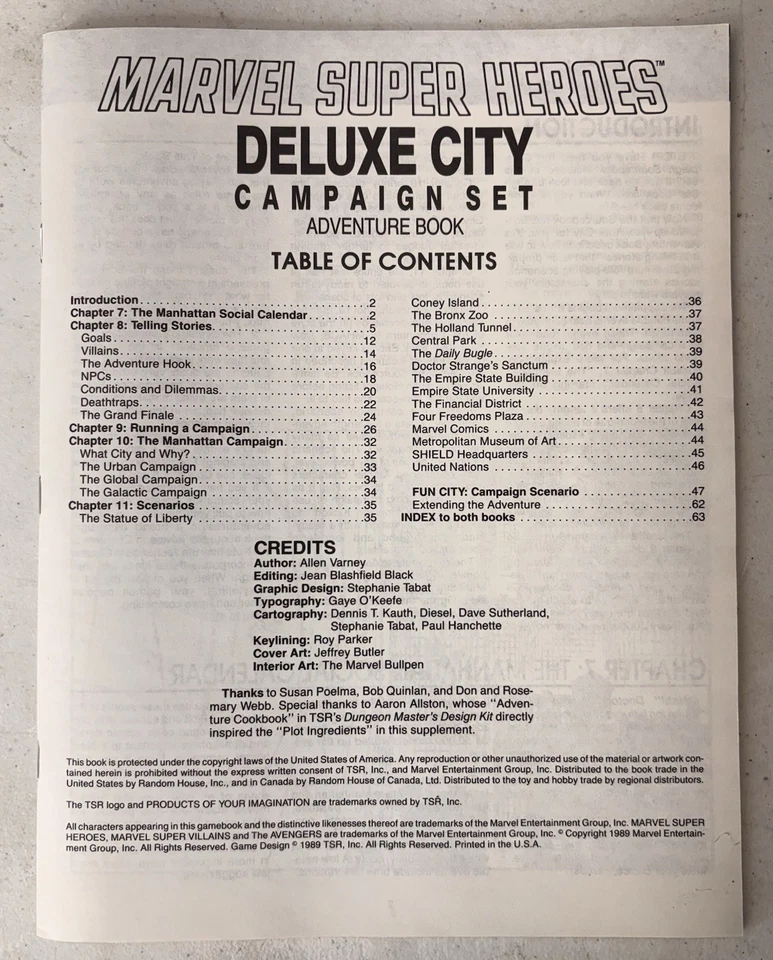 MARVEL SUPER HEROES™
DELUXE CITY
CAMPAIGN SET
ADVENTURE BOOK
TABLE OF CONTENTS
Introduction . . . . . . . . . . 2
Chapter 7: The Manhattan Social Calendar . . . . . . . . . . 2
Chapter 8: Telling Stories . . . . . . . . . . 5
Goals . . . . . . . . . . 12
Villains . . . . . . . . . . 14
The Adventure Hook . . . . . . . . . . 16
NPCs . . . . . . . . . . 18
Conditions and Dilemmas . . . . . . . . . . 20
Deathtraps . . . . . . . . . . 22
The Grand Finale . . . . . . . . . . 24
Chapter 9: Running a Campaign . . . . . . . . . . 26
Chapter 10: The Manhattan Campaign . . . . . . . . . . 32
What City and Why? . . . . . . . . . . 32
The Urban Campaign . . . . . . . . . . 33
The Global Campaign . . . . . . . . . . 34
The Galactic Campaign . . . . . . . . . . 34
Chapter 11: Scenarios . . . . . . . . . . 35
The Statue of Liberty . . . . . . . . . . 35
Coney Island . . . . . . . . . . 36
The Bronx Zoo . . . . . . . . . . 37
The Holland Tunnel . . . . . . . . . . 37
Central Park . . . . . . . . . . 38
The Daily Bugle . . . . . . . . . . 39
Doctor Strange's Sanctum . . . . . . . . . . 39
The Empire State Building . . . . . . . . . . 40
Empire State University . . . . . . . . . . 41
The Financial District . . . . . . . . . . 42
Four Freedoms Plaza . . . . . . . . . . 43
Marvel Comics . . . . . . . . . . 44
Metropolitan Museum of Art . . . . . . . . . . 44
SHIELD Headquarters . . . . . . . . . . 45
United Nations . . . . . . . . . . 46
FUN CITY: Campaign Scenario . . . . . . . . . . 47
Extending the Adventure . . . . . . . . . . 62
INDEX to both books . . . . . . . . . . 63
CREDITS
Author: Allen Varney
Editing: Jean Blashfield Black
Graphic Design: Stephanie Tabat
Typography: Gaye O'Keefe
Cartography: Dennis T. Kauth, Diesel, Dave Sutherland,
Stephanie Tabat, Paul Hanchette
Keylining: Roy Parker
Cover Art: Jeffrey Butler
Interior Art: The Marvel Bullpen
Thanks to Susan Poelma, Bob Quinlan, and Don and Rose-
mary Webb. Special thanks to Aaron Allston, whose "Adven-
ture Cookbook" in TSR's Dungeon Master's Design Kit directly
inspired the "Plot Ingredients" in this supplement.
This book is protected under the copyright laws of the United States of America. Any reproduction or other unauthorized use of the material or artwork con-
tained herein is prohibited without the express written consent of TSR, Inc., and Marvel Entertainment Group, Inc. Distributed to the book trade in the
United States by Random House, Inc., and in Canada by Random House of Canada, Ltd. Distributed to the toy and hobby trade by regional distributors.
The TSR logo and PRODUCTS OF YOUR IMAGINATION are trademarks owned by TSR, Inc.
All characters appearing in this gamebook and the distinctive likenesses thereof are trademarks of the Marvel Entertainment Group, Inc. MARVEL SUPER
HEROES, MARVEL SUPER VILLAINS and The AVENGERS are trademarks of the Marvel Entertainment Group, Inc. © Copyright 1989 Marvel Entertain-
ment Group, Inc. All Rights Reserved. Game Design © 1989 TSR, Inc. All Rights Reserved. Printed in the U.S.A.